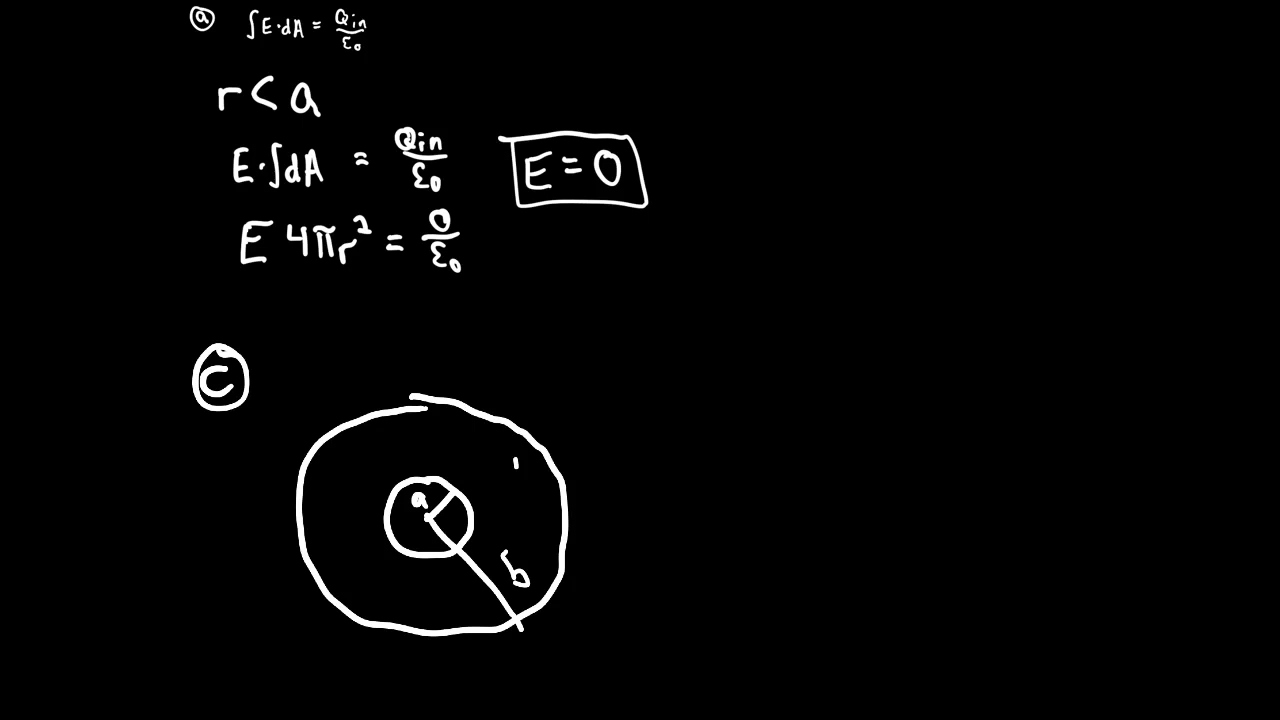 ⓐ ∫E·dA = Qin/ε0
r < a
E·∫dA = Qin/ε0
E = 0
E 4πr² = 0/ε0
Ⓒ
a
b